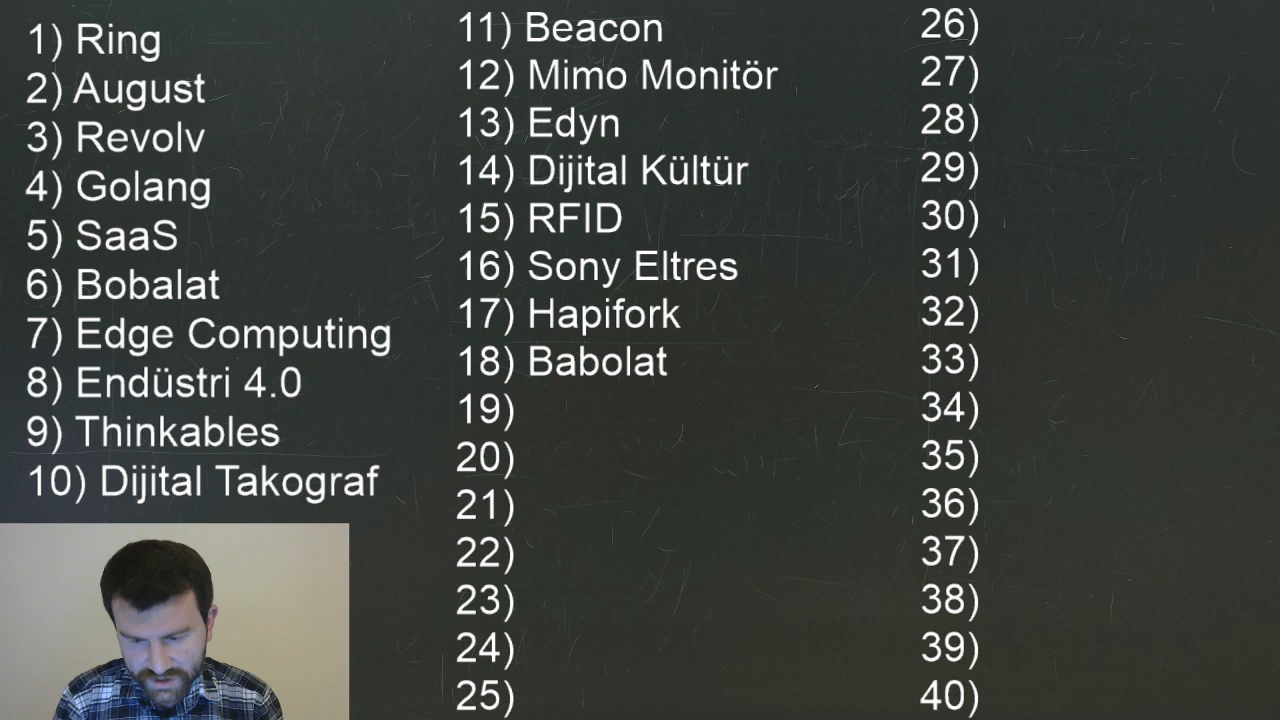 1) Ring
2) August
3) Revolv
4) Golang
5) SaaS
6) Bobalat
7) Edge Computing
8) Endüstri 4.0
9) Thinkables
10) Dijital Takograf
11) Beacon
12) Mimo Monitör
13) Edyn
14) Dijital Kültür
15) RFID
16) Sony Eltres
17) Hapifork
18) Babolat
19)
20)
21)
22)
23)
24)
25)
26)
27)
28)
29)
30)
31)
32)
33)
34)
35)
36)
37)
38)
39)
40)